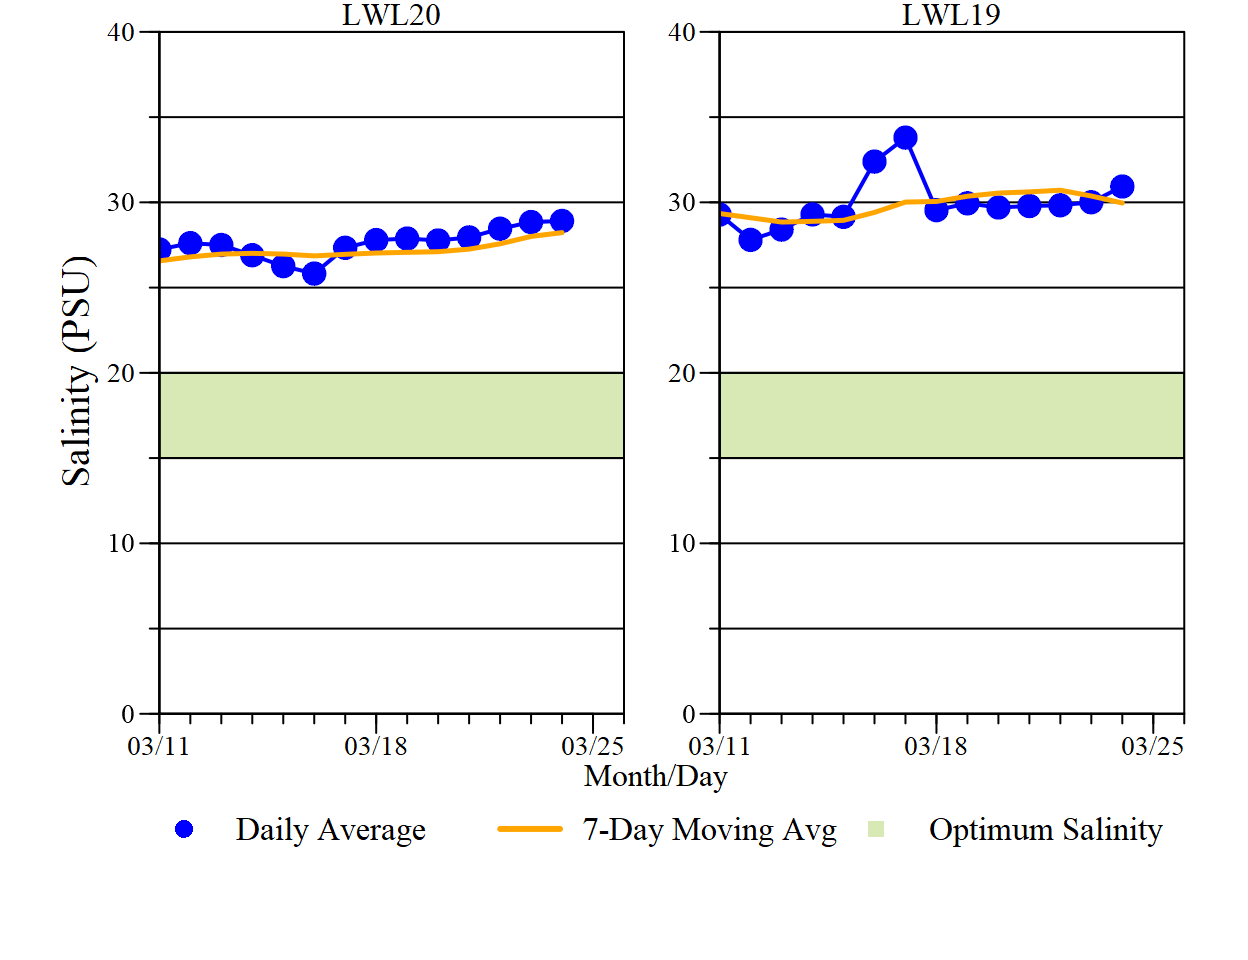 LWL20
LWL19
40
30
20
10
0
40
30
20
10
0
Salinity (PSU)
03/11
03/18
03/25
03/11
03/18
03/25
Month/Day
Daily Average
7-Day Moving Avg
Optimum Salinity